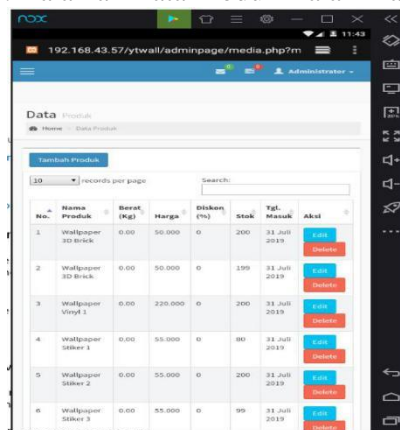 nox
11:43
192.168.43.57/ytwall/adminpage/media.php?m
Administrator
Data Produk
Home Data Produk
Tambah Produk
10 records per page
Search:
No. Nama Produk Berat (Kg) Harga Diskon (%) Stok Tgl. Masuk Aksi
1 Wallpaper 3D Brick 0.00 50.000 0 200 31 Juli 2019 Edit Delete
2 Wallpaper 3D Brick 0.00 50.000 0 199 31 Juli 2019 Edit Delete
3 Wallpaper Vinyl 1 0.00 220.000 0 200 31 Juli 2019 Edit Delete
4 Wallpaper Stiker 1 0.00 55.000 0 80 31 Juli 2019 Edit Delete
5 Wallpaper Stiker 2 0.00 55.000 0 200 31 Juli 2019 Edit Delete
6 Wallpaper Stiker 3 0.00 55.000 0 99 31 Juli 2019 Edit Delete